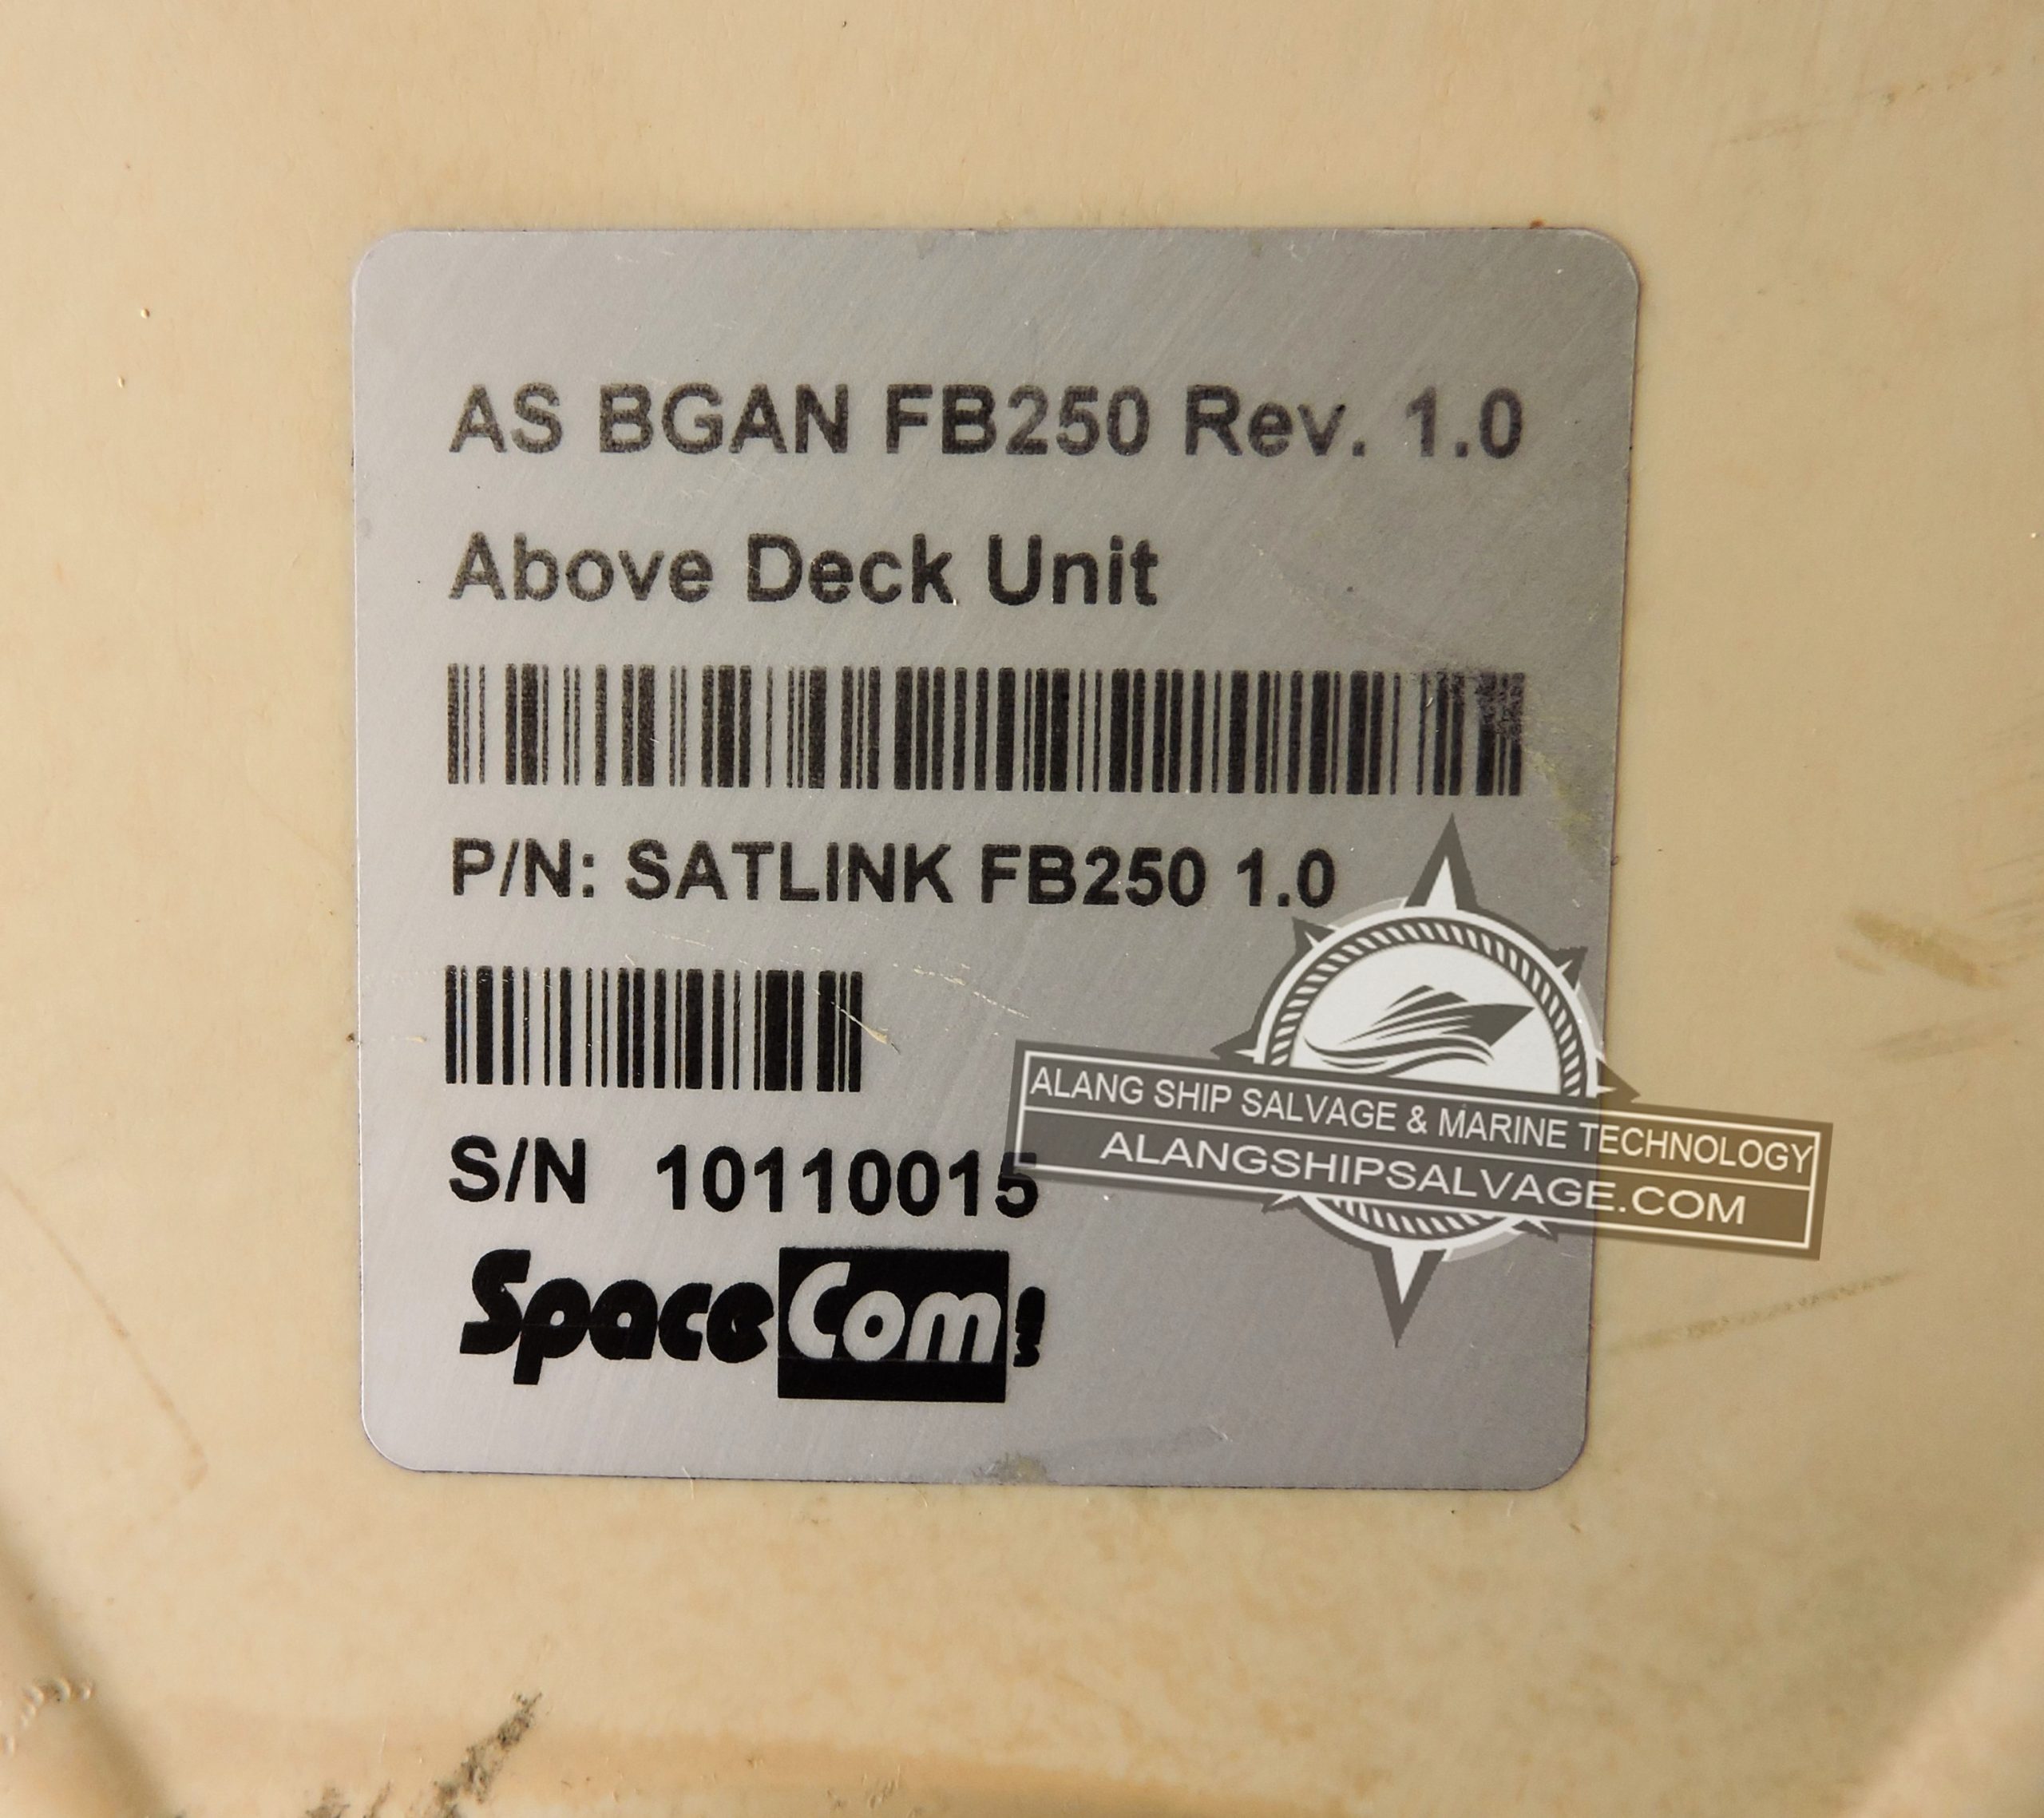 AS BGAN FB250 Rev. 1.0
Above Deck Unit
P/N: SATLINK FB250 1.0
S/N 10110015
SpaceCom!
ALANG SHIP SALVAGE & MARINE TECHNOLOGY
ALANGSHIPSALVAGE.COM